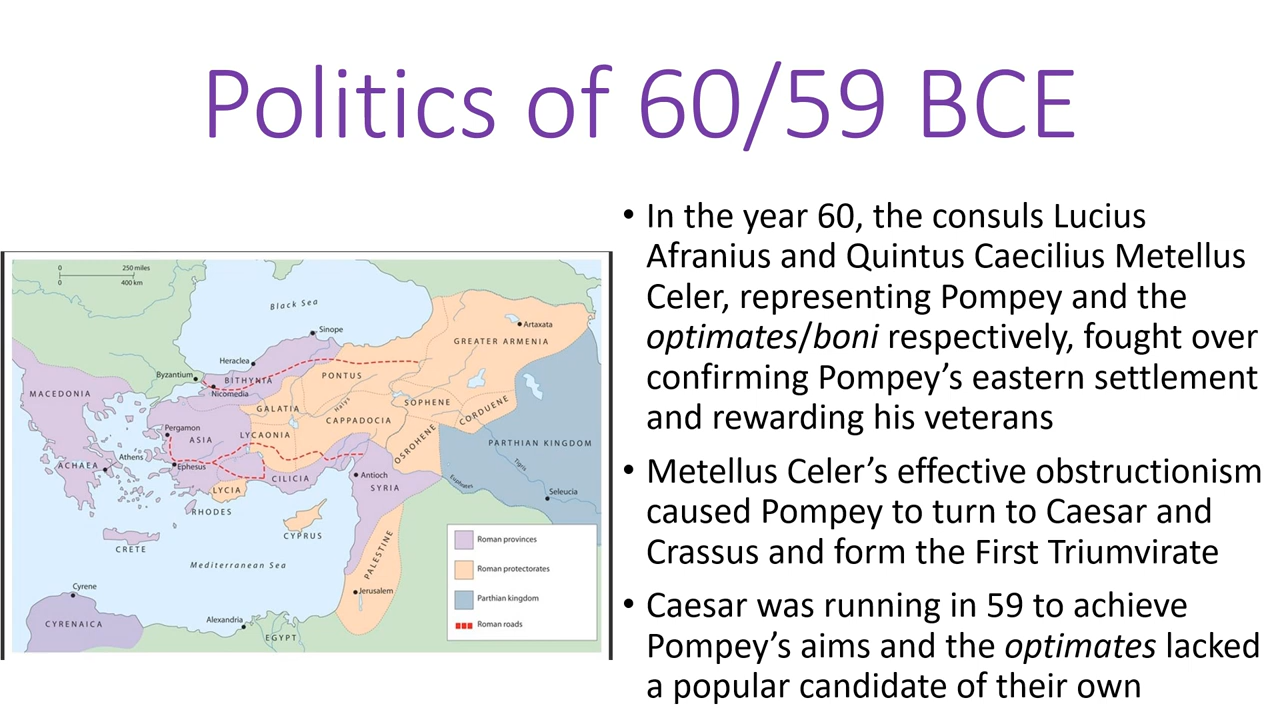 Politics of 60/59 BCE
• In the year 60, the consuls Lucius
Afranius and Quintus Caecilius Metellus
Celer, representing Pompey and the
optimates/boni respectively, fought over
confirming Pompey’s eastern settlement
and rewarding his veterans
• Metellus Celer’s effective obstructionism
caused Pompey to turn to Caesar and
Crassus and form the First Triumvirate
• Caesar was running in 59 to achieve
Pompey’s aims and the optimates lacked
a popular candidate of their own
0 250 miles
0 400 km
Black Sea
Sinope
Artaxata
GREATER ARMENIA
Heraclea
Byzantium
BITHYNIA
Nicomedia
PONTUS
MACEDONIA
GALATIA
Halys
SOPHENE
CORDUENE
CAPPADOCIA
Pergamon
ASIA
LYCAONIA
OSROHENE
PARTHIAN KINGDOM
ACHAEA
Athens
Ephesus
CILICIA
Antioch
SYRIA
Tigris
Euphrates
Seleucia
LYCIA
RHODES
CYPRUS
CRETE
Mediterranean Sea
PALESTINE
Jerusalem
Cyrene
CYRENAICA
Alexandria
EGYPT
Roman provinces
Roman protectorates
Parthian kingdom
Roman roads